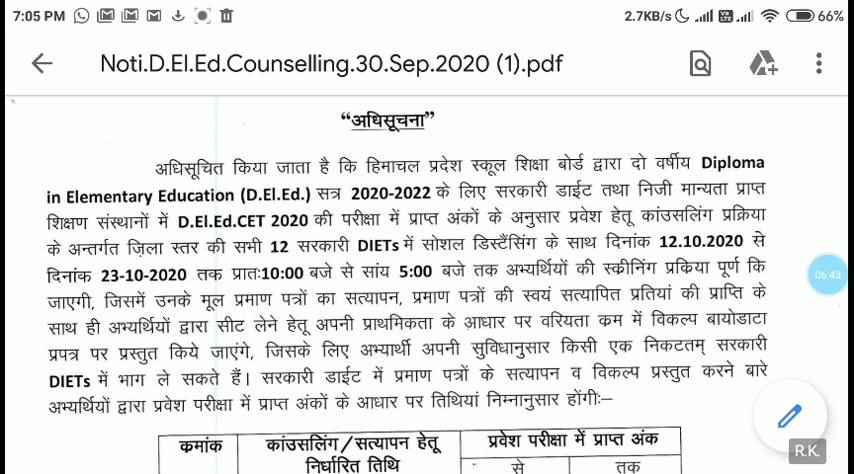 7:05 PM 2.7KB/s 66%
Noti.D.El.Ed.Counselling.30.Sep.2020 (1).pdf
“अधिसूचना”
अधिसूचित किया जाता है कि हिमाचल प्रदेश स्कूल शिक्षा बोर्ड द्वारा दो वर्षीय Diploma
in Elementary Education (D.El.Ed.) सत्र 2020-2022 के लिए सरकारी डाईट तथा निजी मान्यता प्राप्त
शिक्षण संस्थानों में D.El.Ed.CET 2020 की परीक्षा में प्राप्त अंकों के अनुसार प्रवेश हेतू कांउसलिंग प्रक्रिया
के अन्तर्गत ज़िला स्तर की सभी 12 सरकारी DIETs में सोशल डिस्टैंसिंग के साथ दिनांक 12.10.2020 से
दिनांक 23-10-2020 तक प्रातः10:00 बजे से सांय 5:00 बजे तक अभ्यर्थियों की स्कीनिंग प्रकिया पूर्ण कि
06:43
जाएगी, जिसमें उनके मूल प्रमाण पत्रों का सत्यापन, प्रमाण पत्रों की स्वयं सत्यापित प्रतियां की प्राप्ति के
साथ ही अभ्यर्थियों द्वारा सीट लेने हेतू अपनी प्राथमिकता के आधार पर वरियता कम में विकल्प बायोडाटा
प्रपत्र पर प्रस्तुत किये जाएंगे, जिसके लिए अभ्यार्थी अपनी सुविधानुसार किसी एक निकटतम् सरकारी
DIETs में भाग ले सकते हैं। सरकारी डाईट में प्रमाण पत्रों के सत्यापन व विकल्प प्रस्तुत करने बारे
अभ्यर्थियों द्वारा प्रवेश परीक्षा में प्राप्त अंकों के आधार पर तिथियां निम्नानुसार होंगीः—
क्रमांक कांउसलिंग/सत्यापन हेतू प्रवेश परीक्षा में प्राप्त अंक
निर्धारित तिथि से तक
R.K.